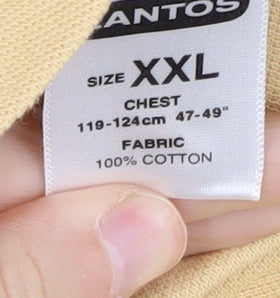 ANTOS
SIZE XXL
CHEST
119-124cm 47-49"
FABRIC
100% COTTON